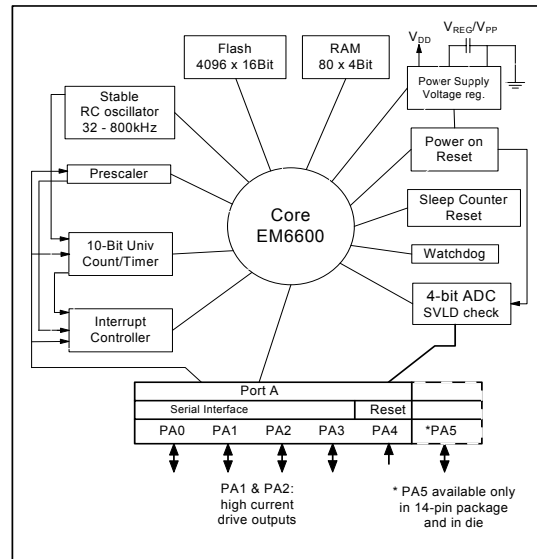 Flash
4096 x 16Bit
RAM
80 x 4Bit
VDD
VREG/VPP
Power Supply
Voltage reg.
Stable
RC oscillator
32 - 800kHz
Power on
Reset
Prescaler
Core
EM6600
Sleep Counter
Reset
10-Bit Univ
Count/Timer
Watchdog
4-bit ADC
SVLD check
Interrupt
Controller
Port A
Serial Interface
Reset
PA0 PA1 PA2 PA3 PA4 *PA5
PA1 & PA2:
high current
drive outputs
* PA5 available only
in 14-pin package
and in die